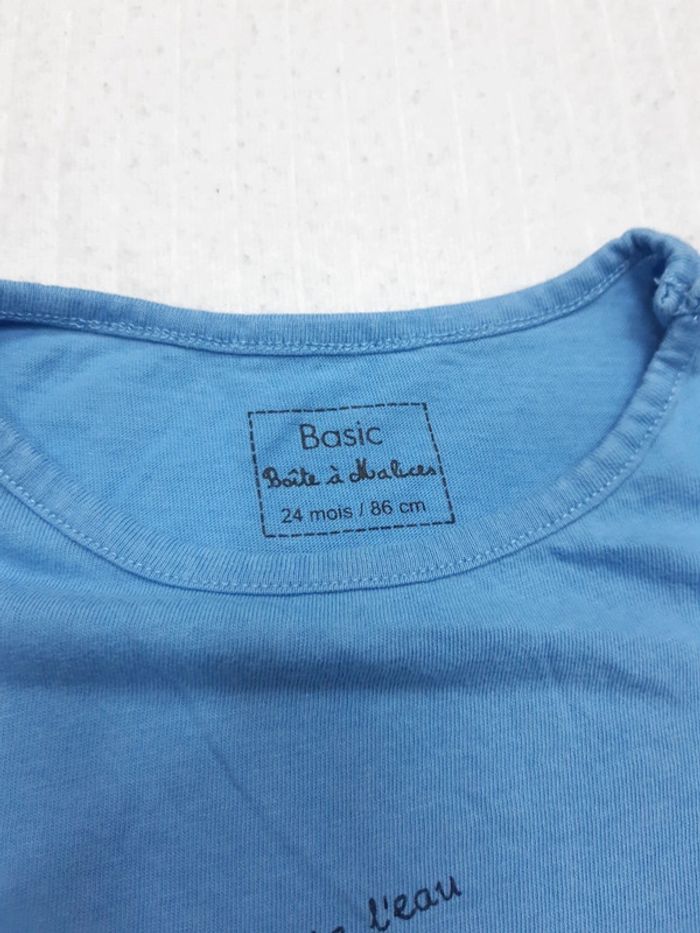 Basic
Boîte à Malices
24 mois / 86 cm
l'eau